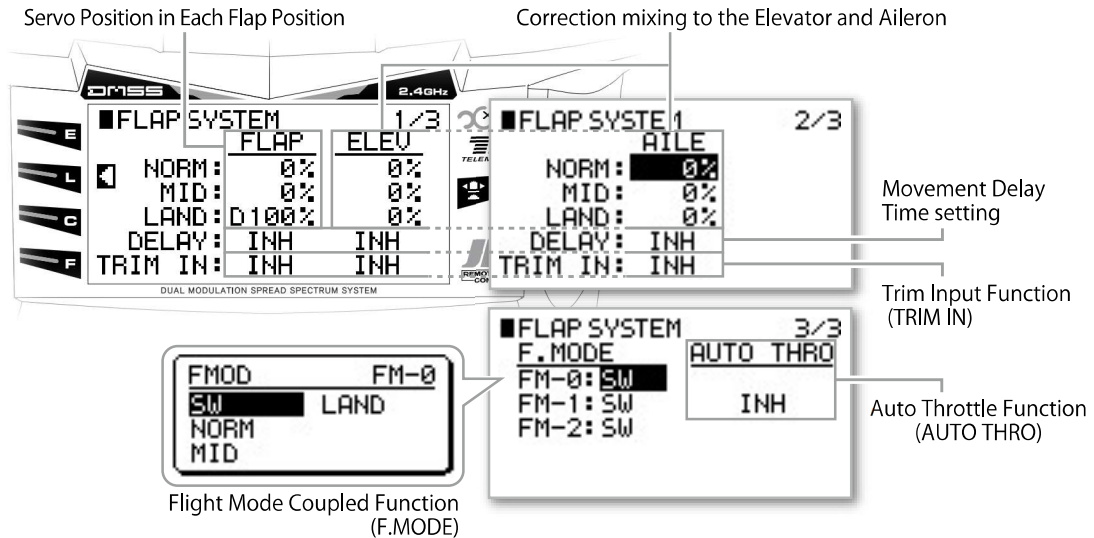 Servo Position in Each Flap Position
Correction mixing to the Elevator and Aileron
DMSS 2.4GHz
■FLAP SYSTEM 1/3
FLAP ELEV
NORM: 0% 0%
MID: 0% 0%
LAND: D100% 0%
DELAY: INH INH
TRIM IN: INH INH
E
L
C
F
DUAL MODULATION SPREAD SPECTRUM SYSTEM
■FLAP SYSTEM 2/3
AILE
NORM: 0%
MID: 0%
LAND: 0%
DELAY: INH
TRIM IN: INH
Movement Delay
Time setting
Trim Input Function
(TRIM IN)
■FLAP SYSTEM 3/3
F.MODE AUTO THRO
FM-0: SW
FM-1: SW INH
FM-2: SW
Auto Throttle Function
(AUTO THRO)
FMOD FM-0
SW LAND
NORM
MID
Flight Mode Coupled Function
(F.MODE)